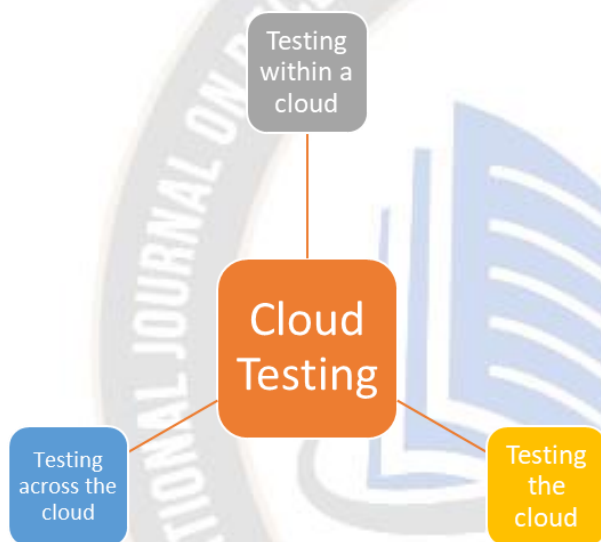 Testing
within a
cloud
Cloud
Testing
Testing
across the
cloud
Testing
the
cloud